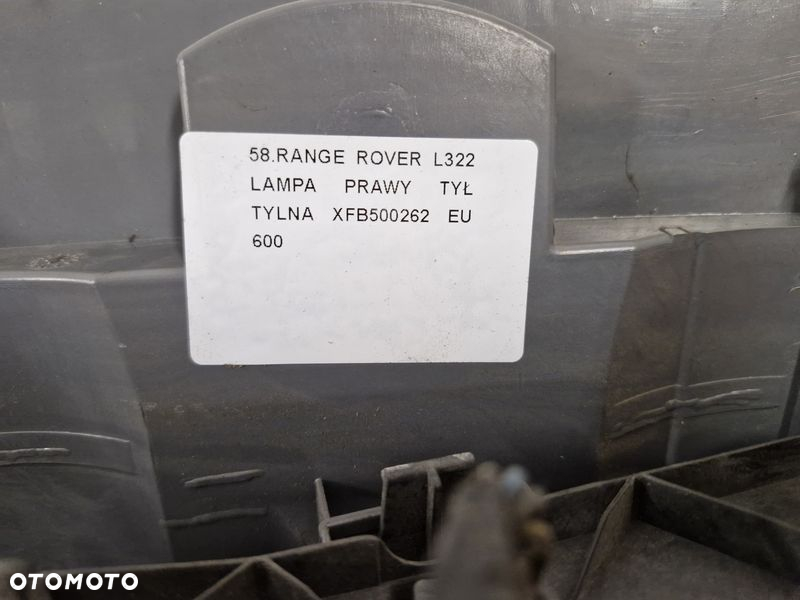 58.RANGE ROVER L322
LAMPA PRAWY TYŁ
TYLNA XFB500262 EU
600
OTOMOTO